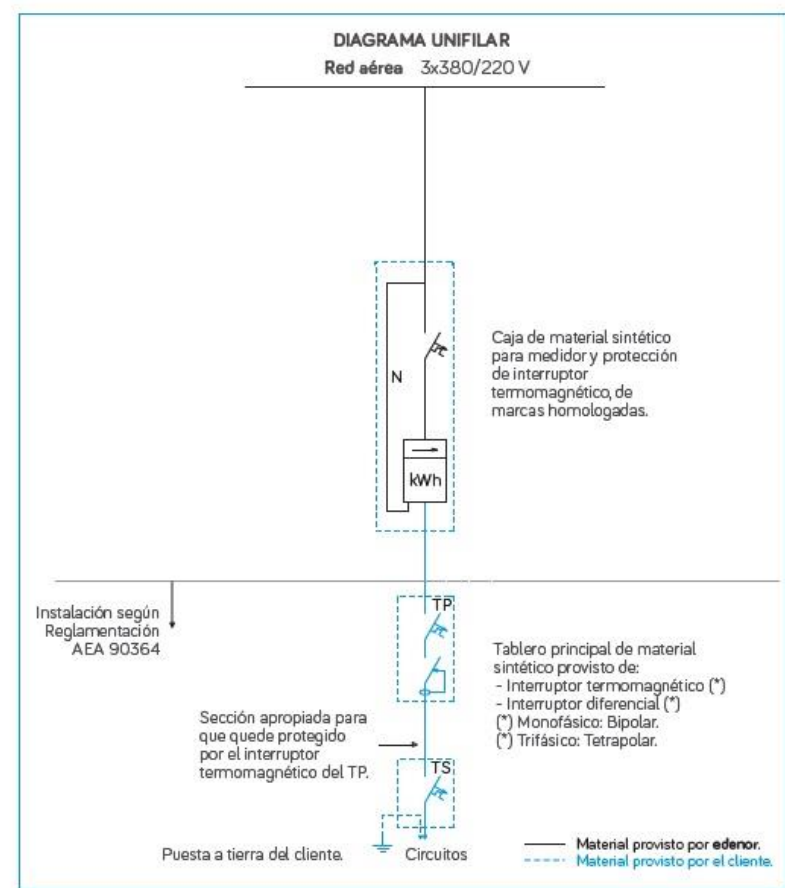 DIAGRAMA UNIFILAR
Red aérea 3x380/220 V
Caja de material sintético
para medidor y protección
de interruptor
termomagnético, de
marcas homologadas.
N
kWh
Instalación según
Reglamentación
AEA 90364
TP
Tablero principal de material
sintético provisto de:
- Interruptor termomagnético (*)
- Interruptor diferencial (*)
(*) Monofásico: Bipolar.
(*) Trifásico: Tetrapolar.
Sección apropiada para
que quede protegido
por el interruptor
termomagnético del TP.
TS
Puesta a tierra del cliente.
Circuitos
Material provisto por edenor.
Material provisto por el cliente.